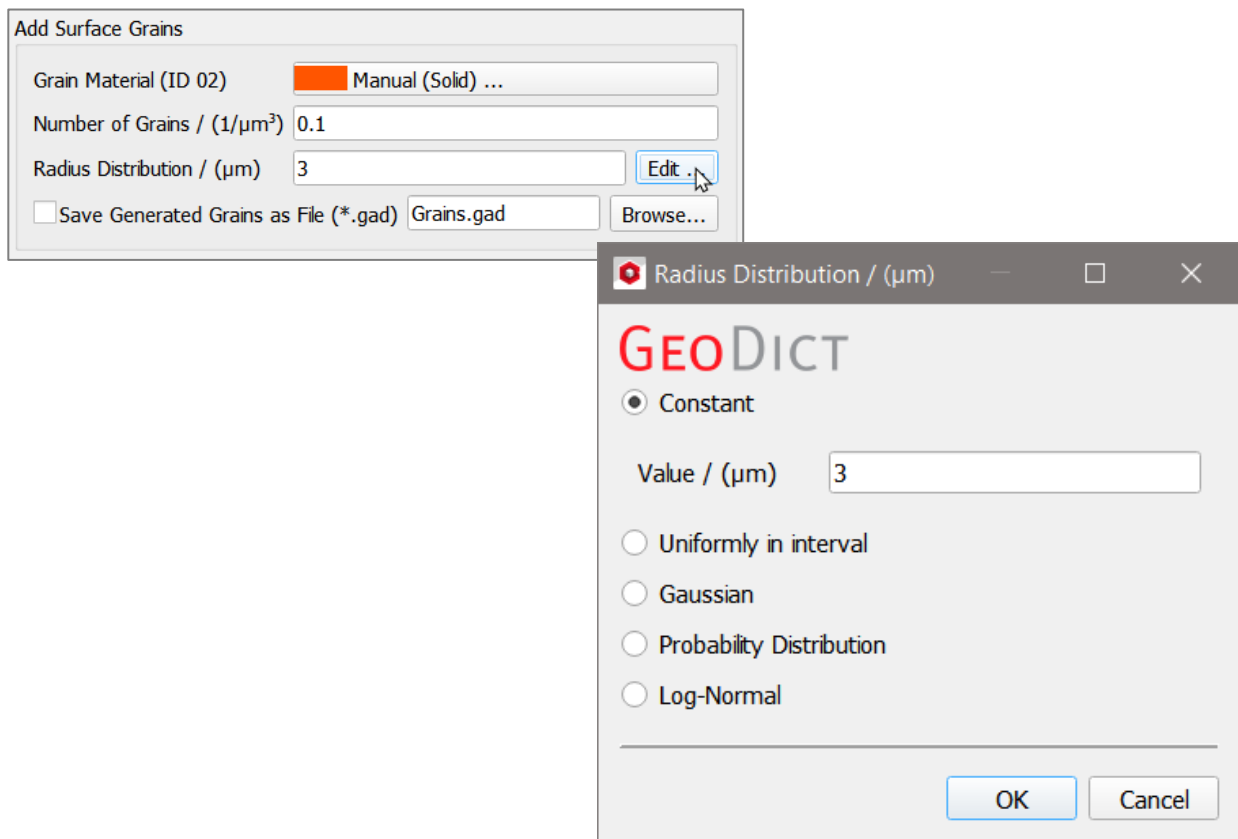 Add Surface Grains
Grain Material (ID 02) Manual (Solid) ...
Number of Grains / (1/µm³) 0.1
Radius Distribution / (µm) 3 Edit ...
Save Generated Grains as File (*.gad) Grains.gad Browse...
Radius Distribution / (µm)
GEODICT
Constant
Value / (µm) 3
Uniformly in interval
Gaussian
Probability Distribution
Log-Normal
OK Cancel